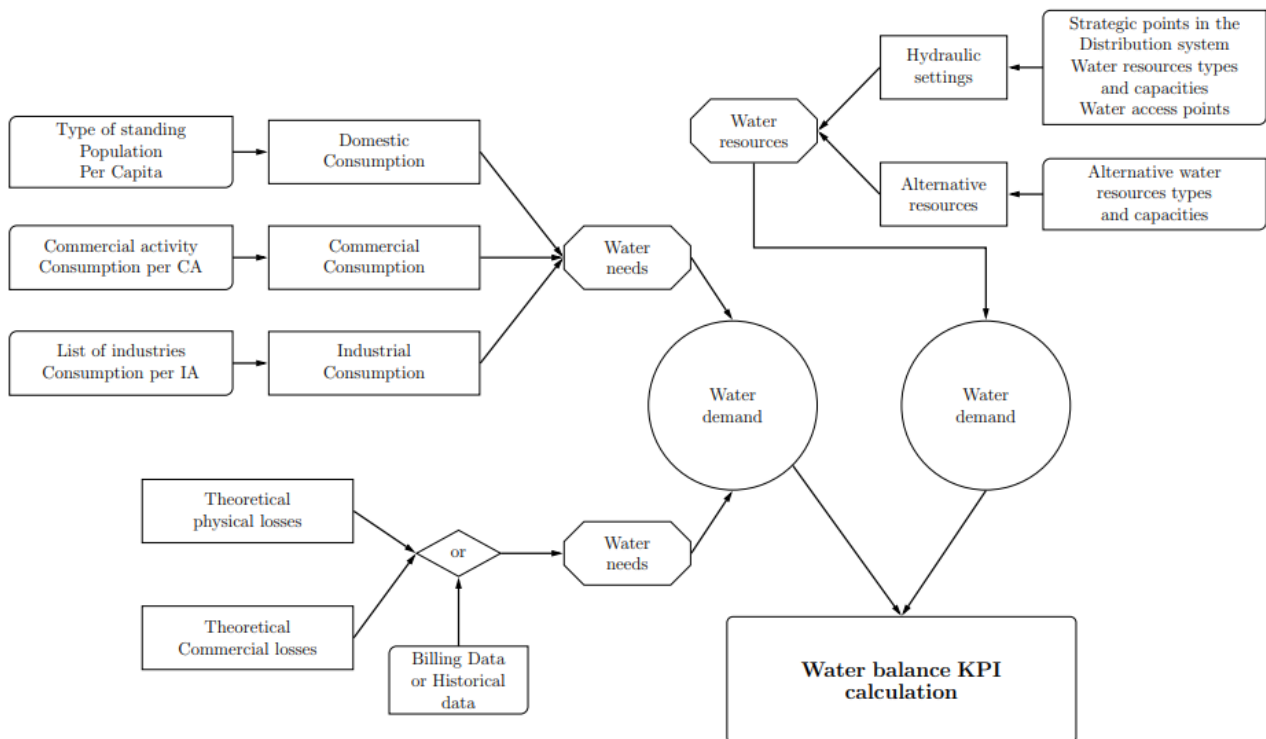 Strategic points in the
Distribution system
Water resources types
and capacities
Water access points
Hydraulic
settings
Type of standing
Population
Per Capita
Domestic
Consumption
Water
resources
Alternative
resources
Alternative water
resources types
and capacities
Commercial activity
Consumption per CA
Commercial
Consumption
Water
needs
List of industries
Consumption per IA
Industrial
Consumption
Water
demand
Water
demand
Theoretical
physical losses
or
Water
needs
Theoretical
Commercial losses
Billing Data
or Historical
data
Water balance KPI
calculation